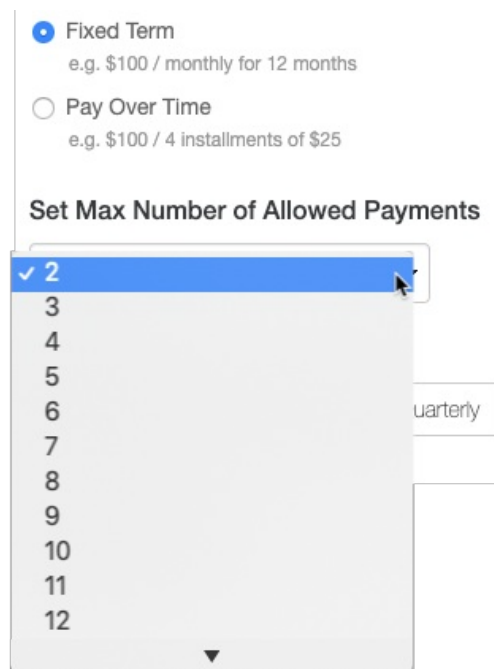 Fixed Term
e.g. $100 / monthly for 12 months
Pay Over Time
e.g. $100 / 4 installments of $25
Set Max Number of Allowed Payments
2
3
4
5
6
7
8
9
10
11
12